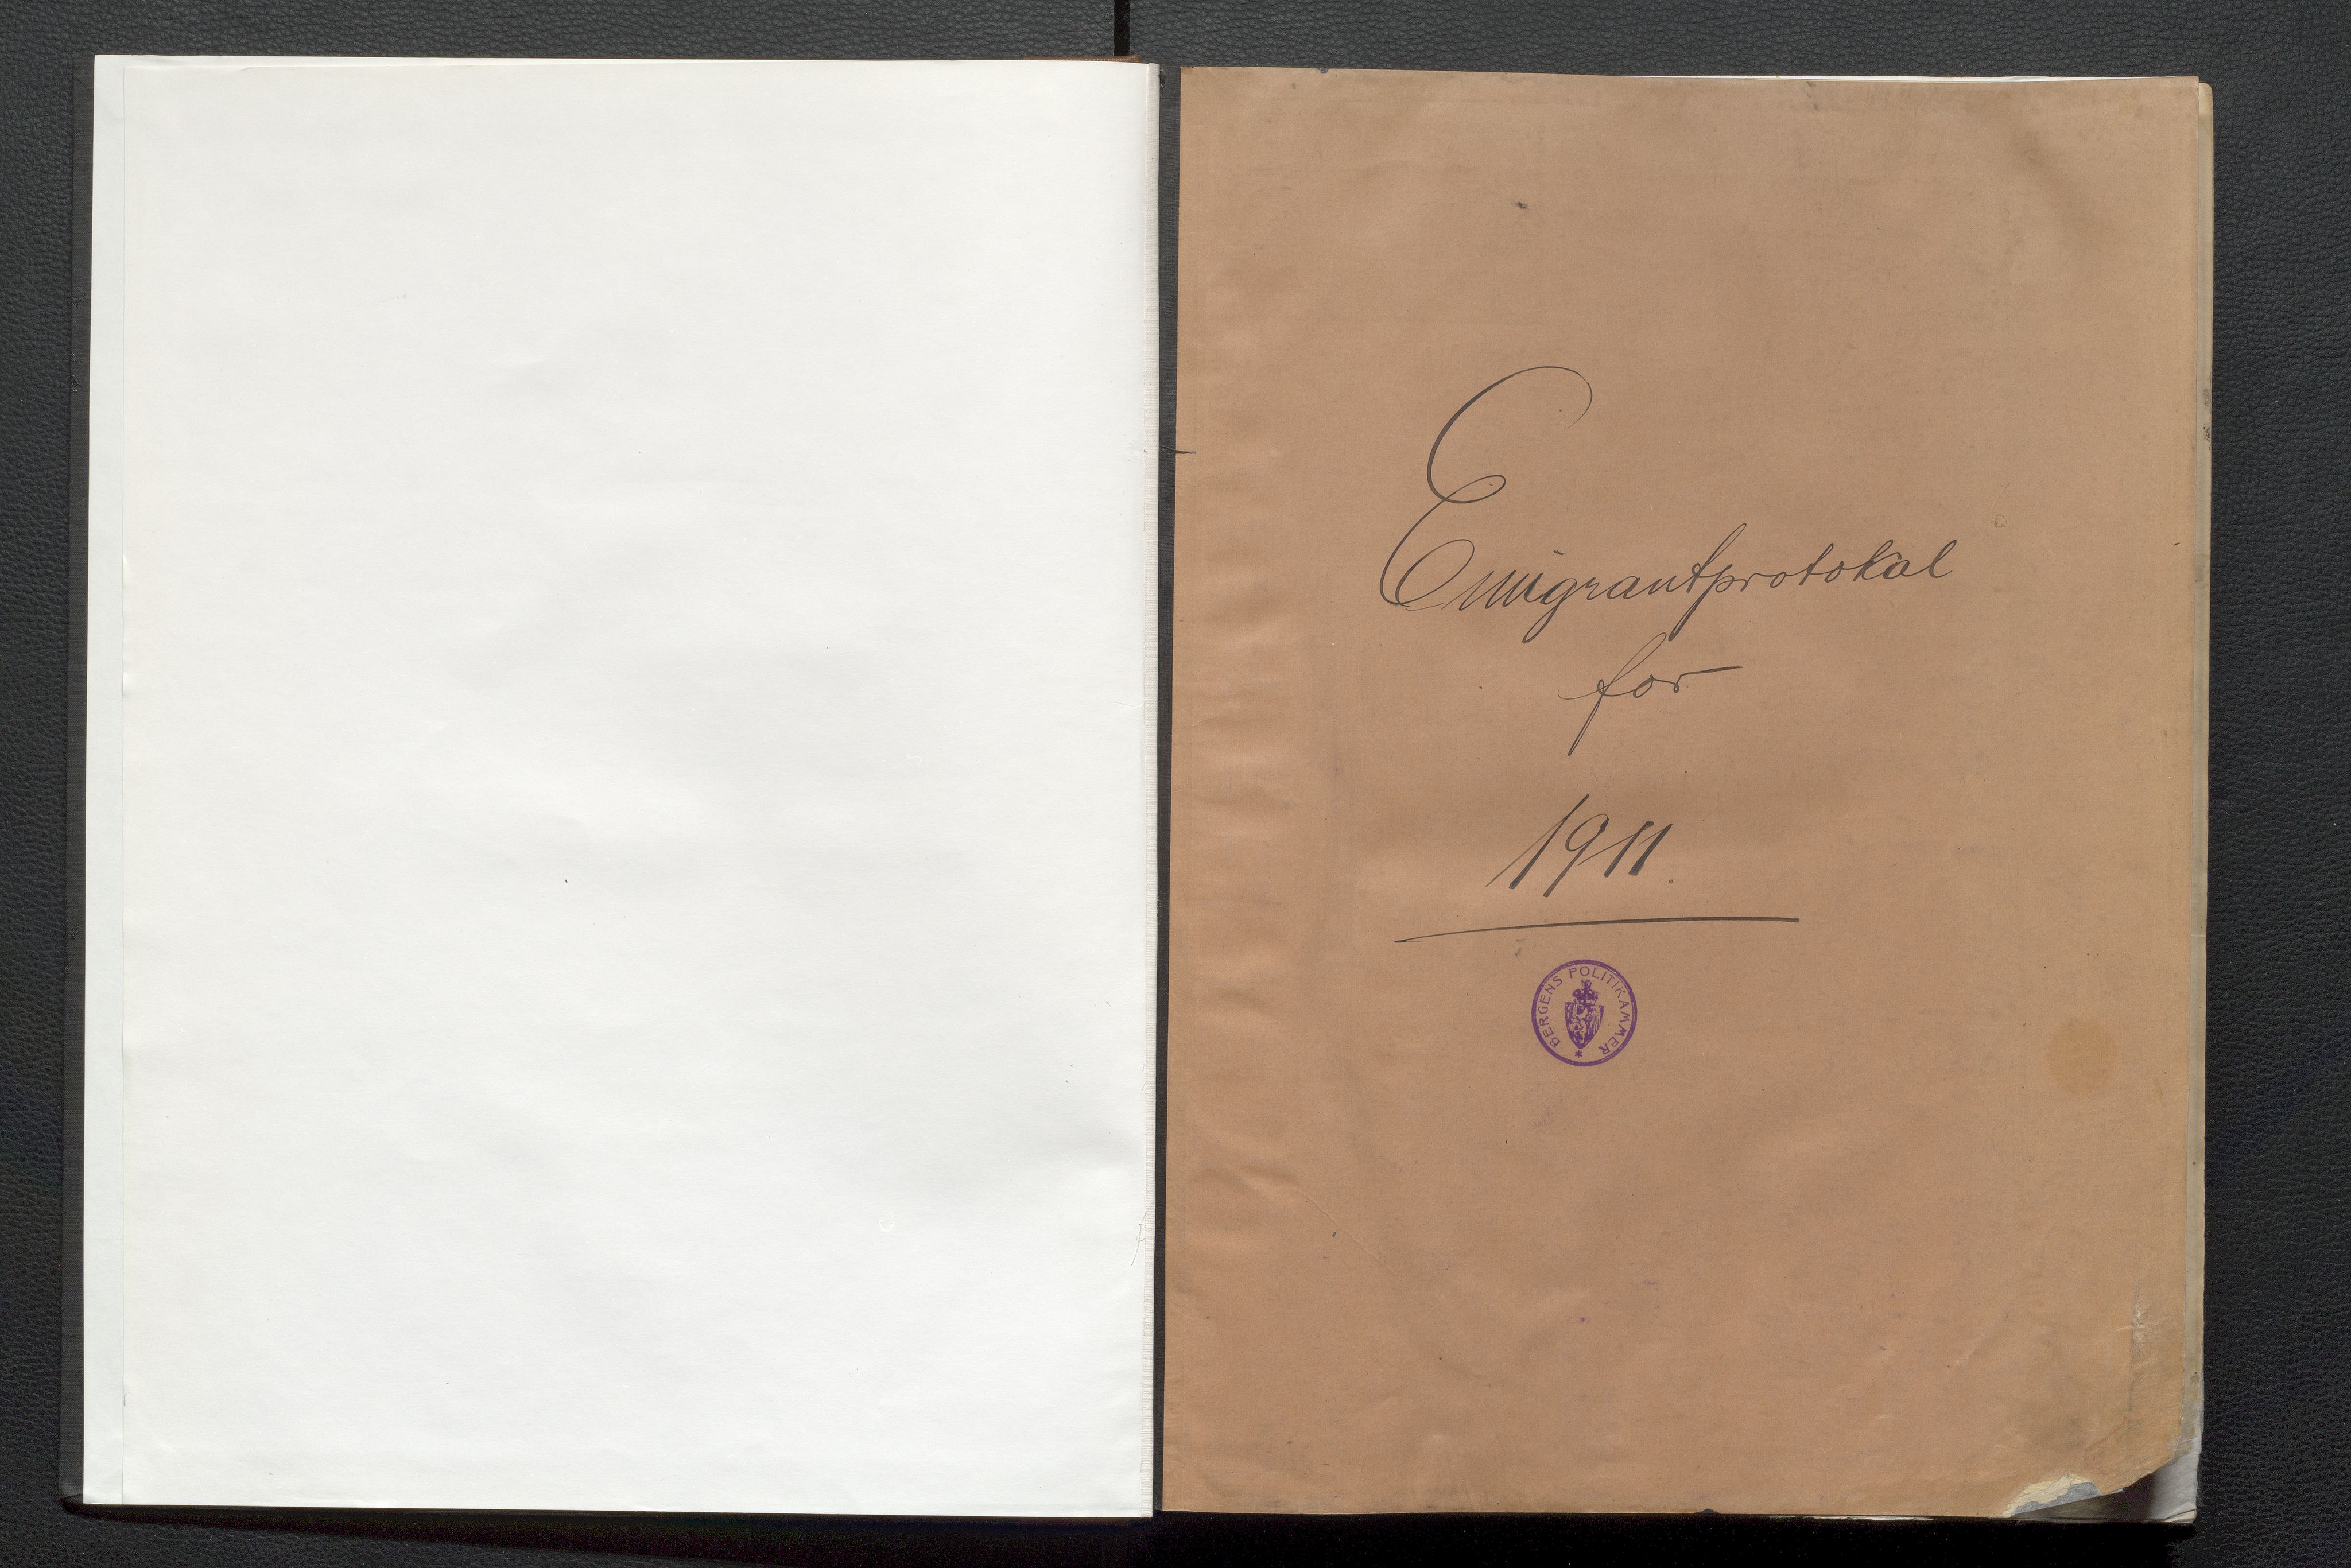 Emigrantprotokol
for
1911.
BERGENS POLITIKAMMER